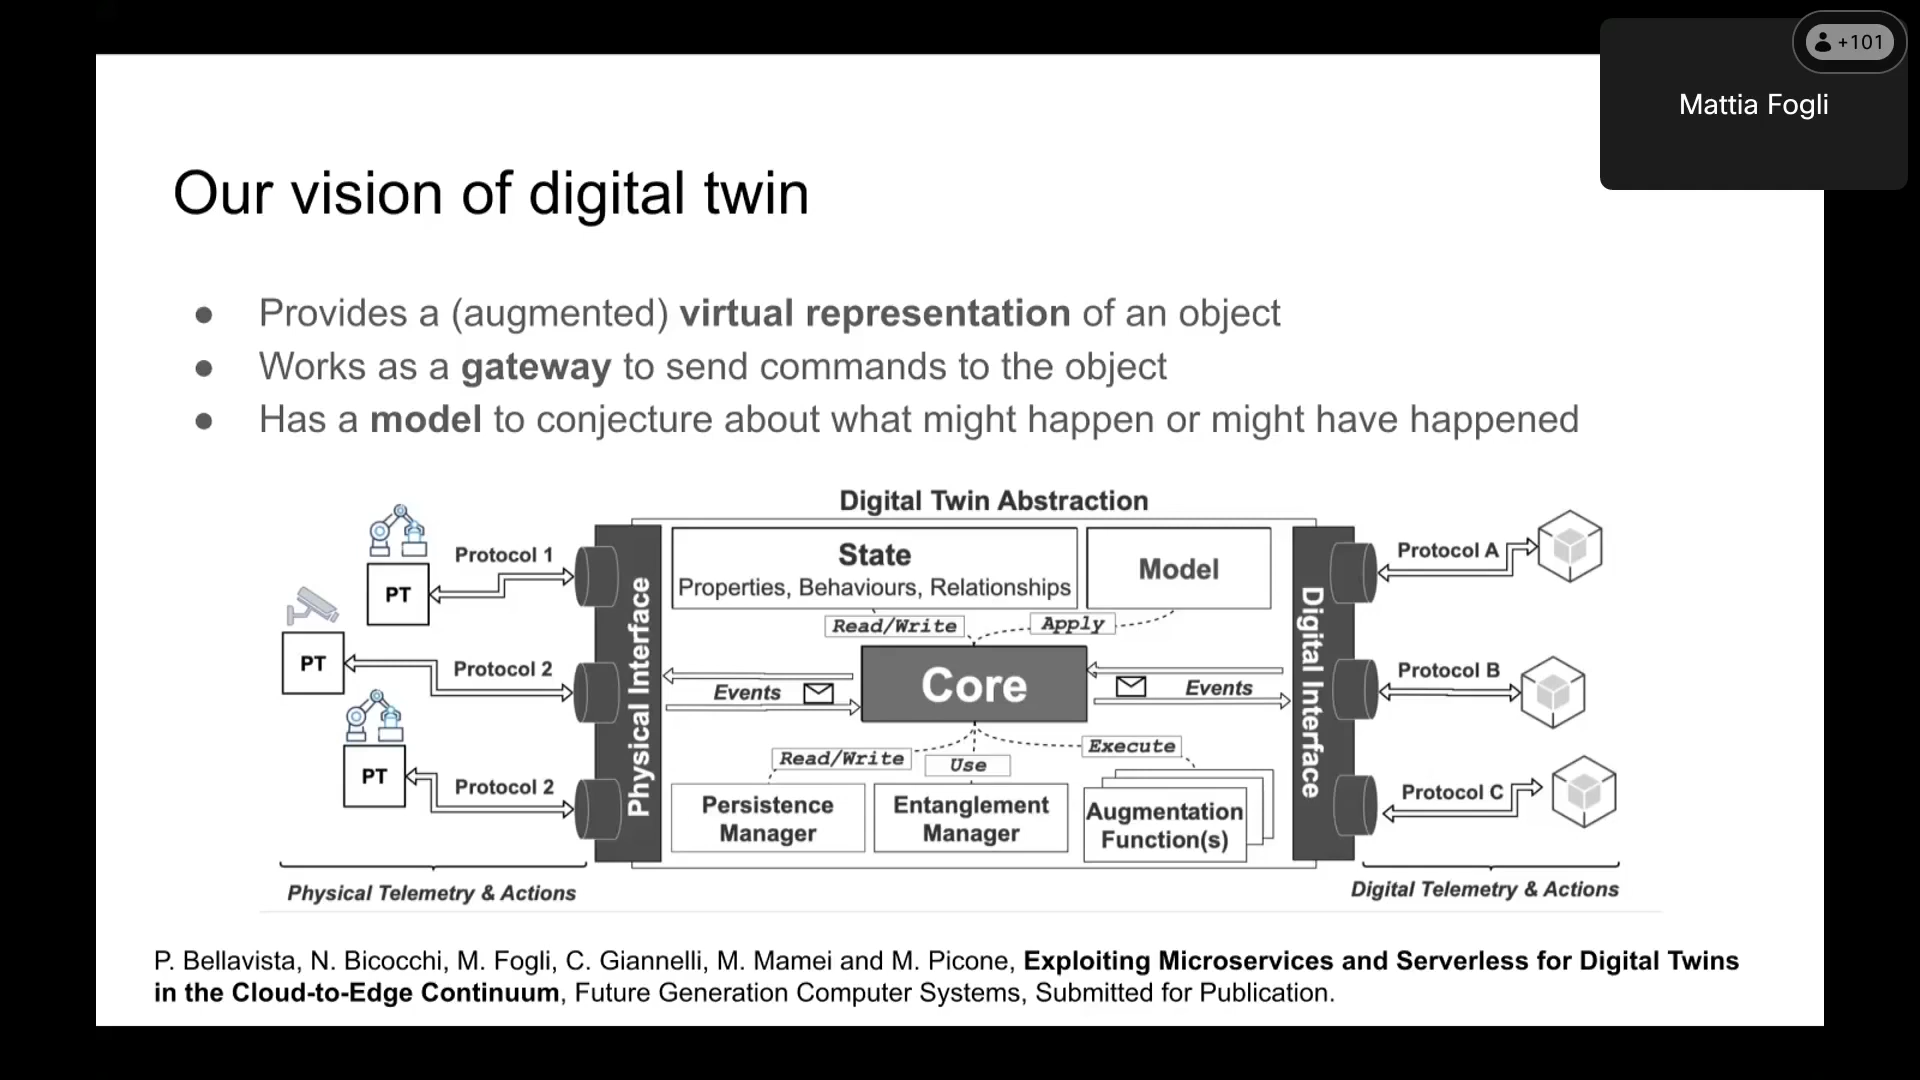 +101
Mattia Fogli
Our vision of digital twin
● Provides a (augmented) virtual representation of an object
● Works as a gateway to send commands to the object
● Has a model to conjecture about what might happen or might have happened
Digital Twin Abstraction
Protocol 1
PT
PT
Protocol 2
PT
Protocol 2
Physical Telemetry & Actions
Physical Interface
State
Properties, Behaviours, Relationships
Model
Read/Write
Apply
Core
Events
Events
Read/Write
Use
Execute
Persistence
Manager
Entanglement
Manager
Augmentation
Function(s)
Digital Interface
Protocol A
Protocol B
Protocol C
Digital Telemetry & Actions
P. Bellavista, N. Bicocchi, M. Fogli, C. Giannelli, M. Mamei and M. Picone, Exploiting Microservices and Serverless for Digital Twins
in the Cloud-to-Edge Continuum, Future Generation Computer Systems, Submitted for Publication.